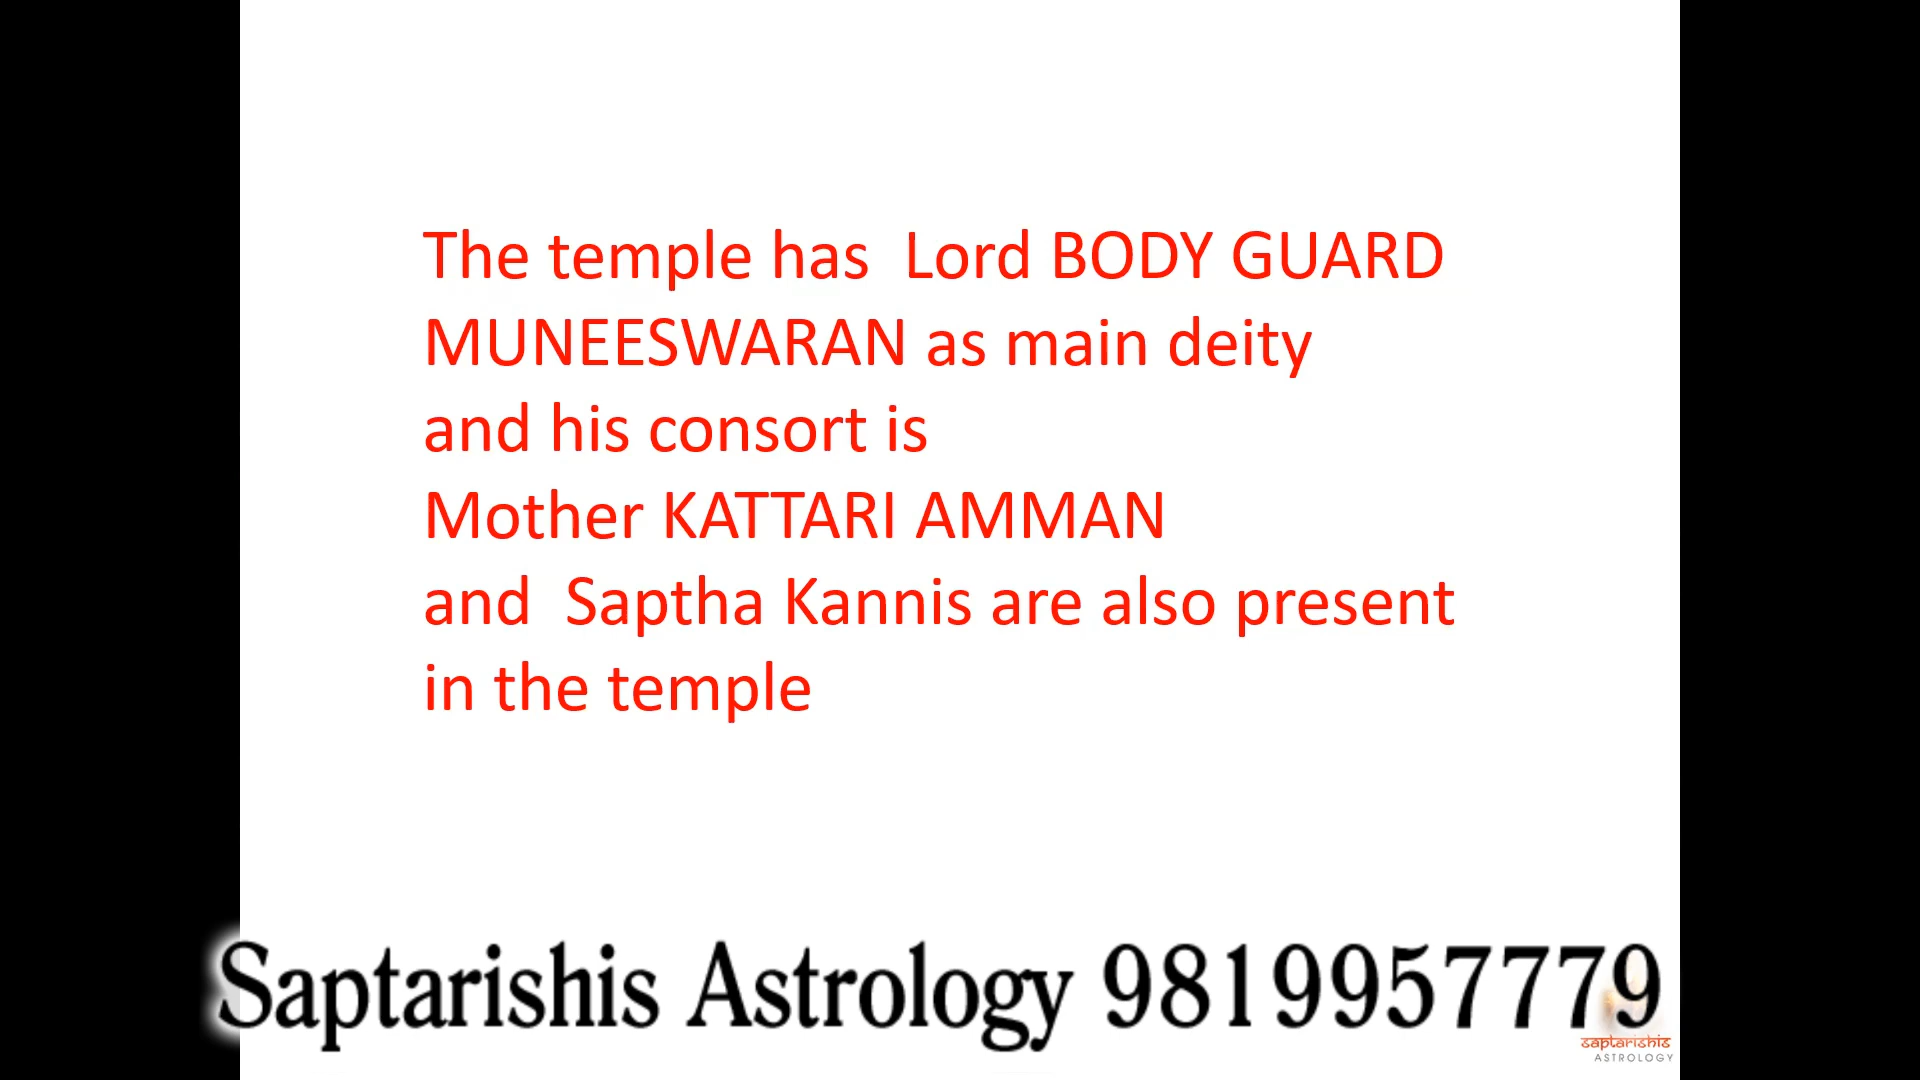 The temple has  Lord BODY GUARD
MUNEESWARAN as main deity
and his consort is
Mother KATTARI AMMAN
and  Saptha Kannis are also present
in the temple
Saptarishis Astrology 9819957779
saptarishis
ASTROLOGY